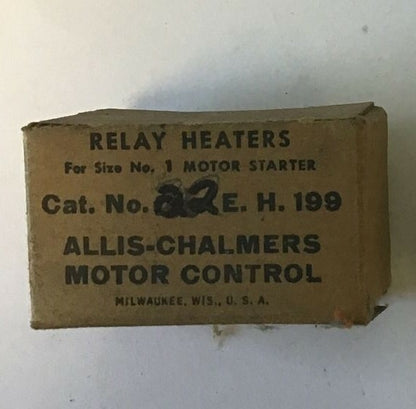 RELAY HEATERS
For Size No. 1 MOTOR STARTER
Cat. No. 22 E. H. 199
ALLIS-CHALMERS
MOTOR CONTROL
MILWAUKEE, WIS., U. S. A.